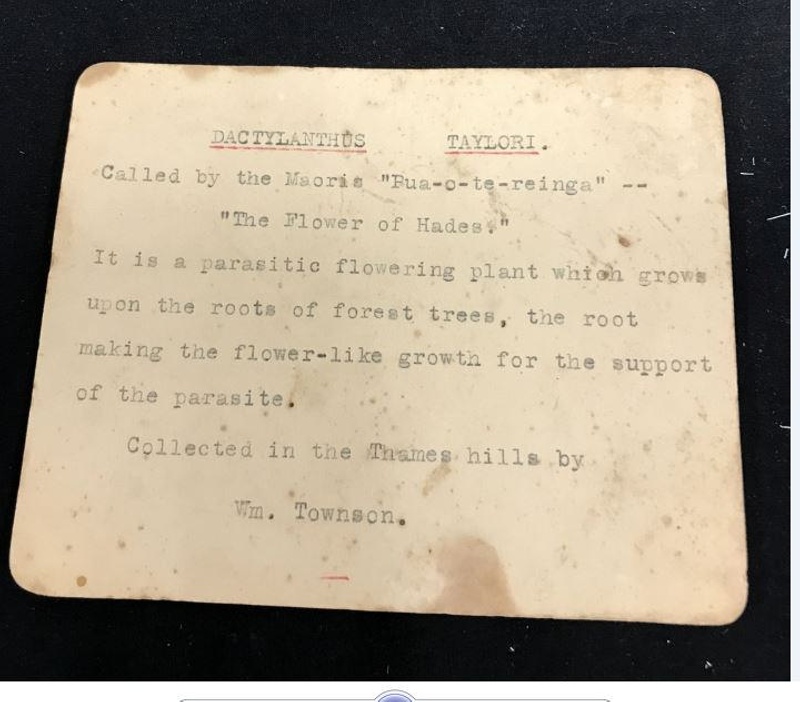 DACTYLANTHUS TAYLORI.
Called by the Maoris "Pua-o-te-reinga" --
"The Flower of Hades."
It is a parasitic flowering plant which grows
upon the roots of forest trees, the root
making the flower-like growth for the support
of the parasite.
Collected in the Thames hills by
Wm. Townson.